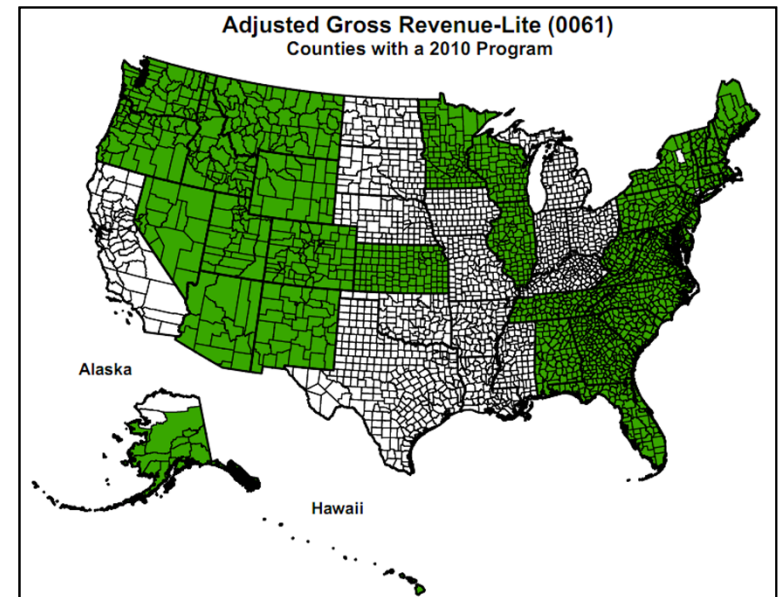 Adjusted Gross Revenue-Lite (0061)
Counties with a 2010 Program
Alaska
Hawaii